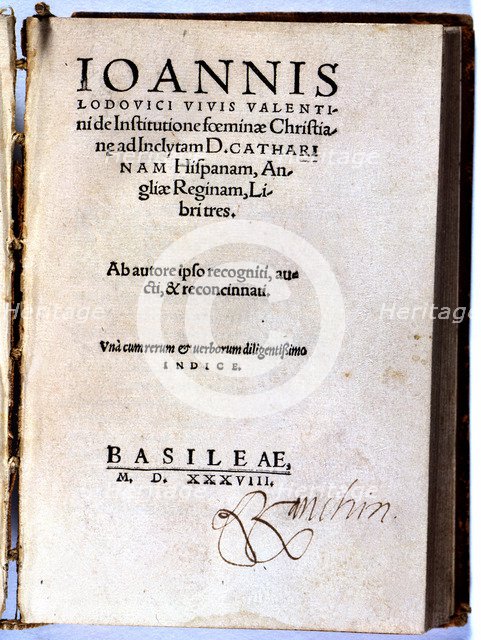 IOANNIS
LODOVICI VIVIS VALENTI-
ni de Institutione fœminæ Christia-
ne ad Inclytam D. CATHARI
NAM Hispanam, An-
gliæ Reginam, Li-
bri tres.
Ab autore ipso recogniti, au-
cti, & reconcinnati.
Vnà cum rerum & uerborum diligentißimo
INDICE.
BASILEAE,
M. D. XXXVIII.